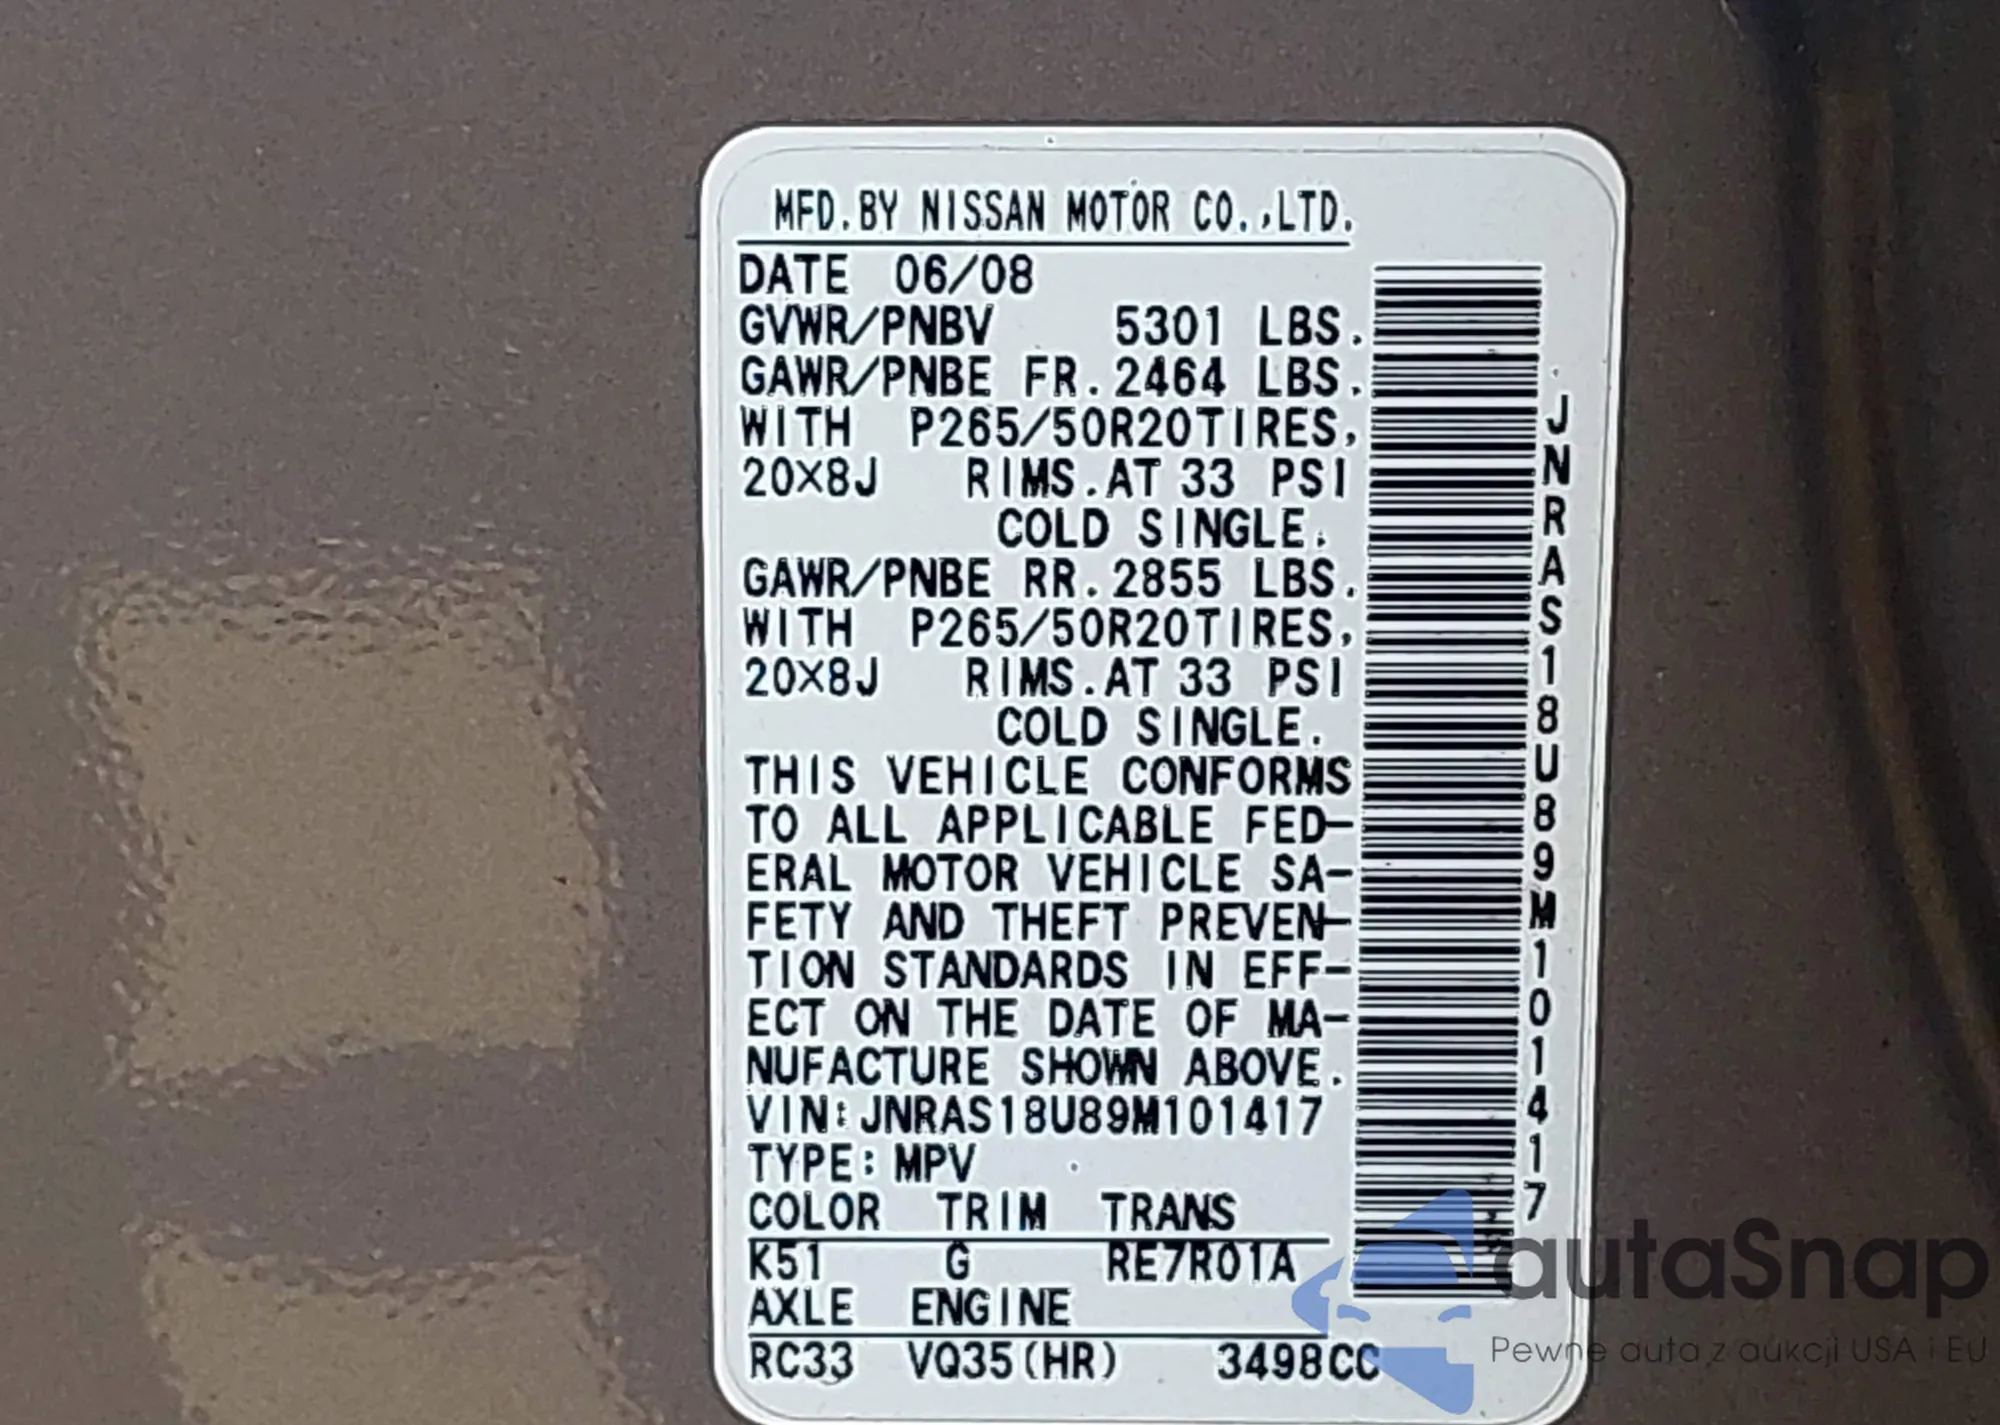 MFD.BY NISSAN MOTOR CO.,LTD.
DATE 06/08
GVWR/PNBV 5301 LBS.
GAWR/PNBE FR.2464 LBS.
WITH P265/50R20TIRES,
20X8J RIMS.AT 33 PSI
COLD SINGLE.
GAWR/PNBE RR.2855 LBS.
WITH P265/50R20TIRES,
20X8J RIMS.AT 33 PSI
COLD SINGLE.
THIS VEHICLE CONFORMS
TO ALL APPLICABLE FED-
ERAL MOTOR VEHICLE SA-
FETY AND THEFT PREVEN-
TION STANDARDS IN EFF-
ECT ON THE DATE OF MA-
NUFACTURE SHOWN ABOVE.
VIN:JNRAS18U89M101417
TYPE:MPV
COLOR TRIM TRANS
K51 G RE7R01A
AXLE ENGINE
RC33 VQ35(HR) 3498CC
JNRAS18U89M101417
autaSnap
Pewne auta z aukcji USA i EU